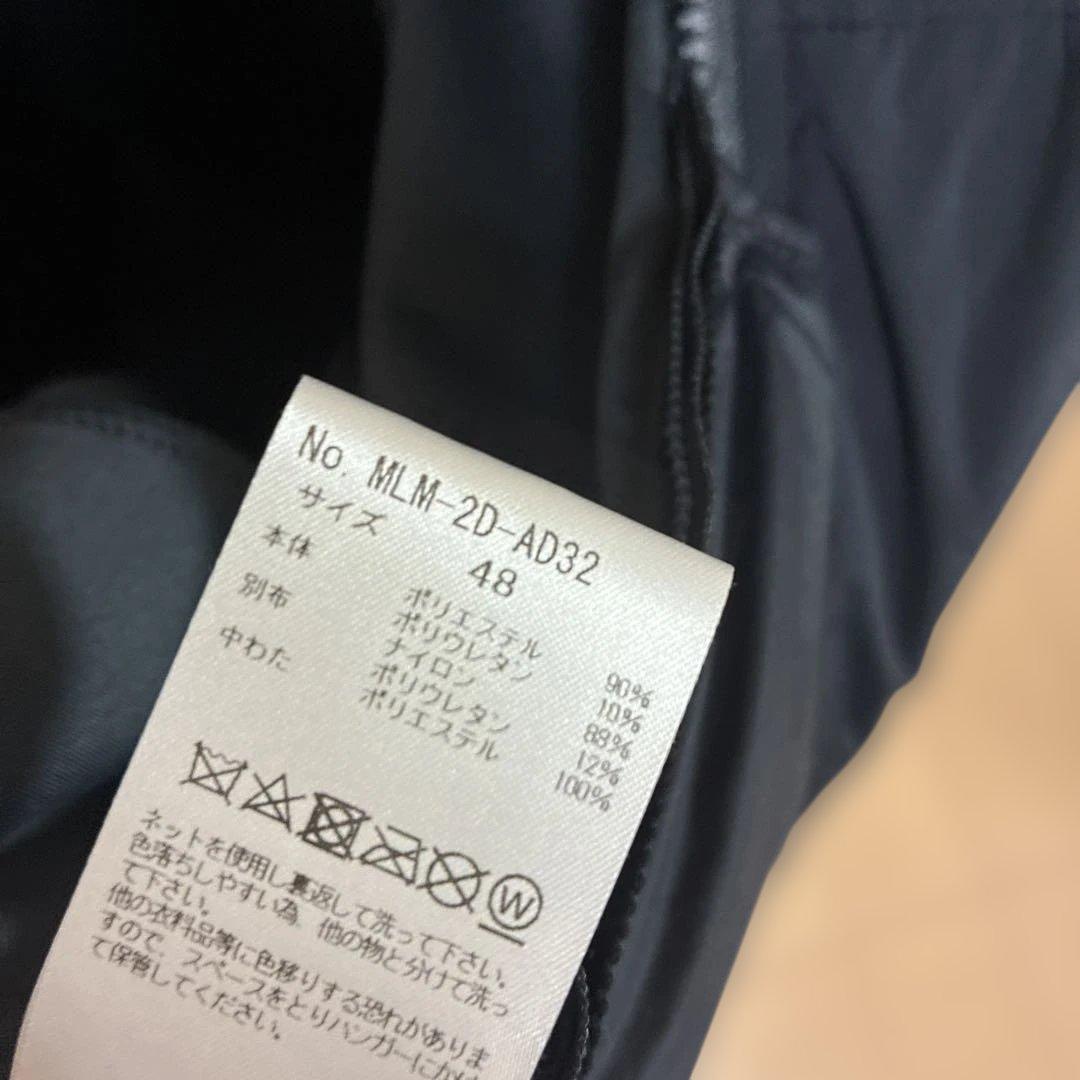 No. MLM-2D-AD32
サイズ 48
本体 ポリエステル 90%
ポリウレタン 10%
別布 ナイロン 88%
ポリウレタン 12%
中わた ポリエステル 100%
W
ネットを使用し裏返して洗って下さい。
色落ちしやすい為、他の物と分けて洗っ
て下さい。
他の衣料品等に色移りする恐れがありま
すので、スペースをとりハンガーにかけ
て保管してください。